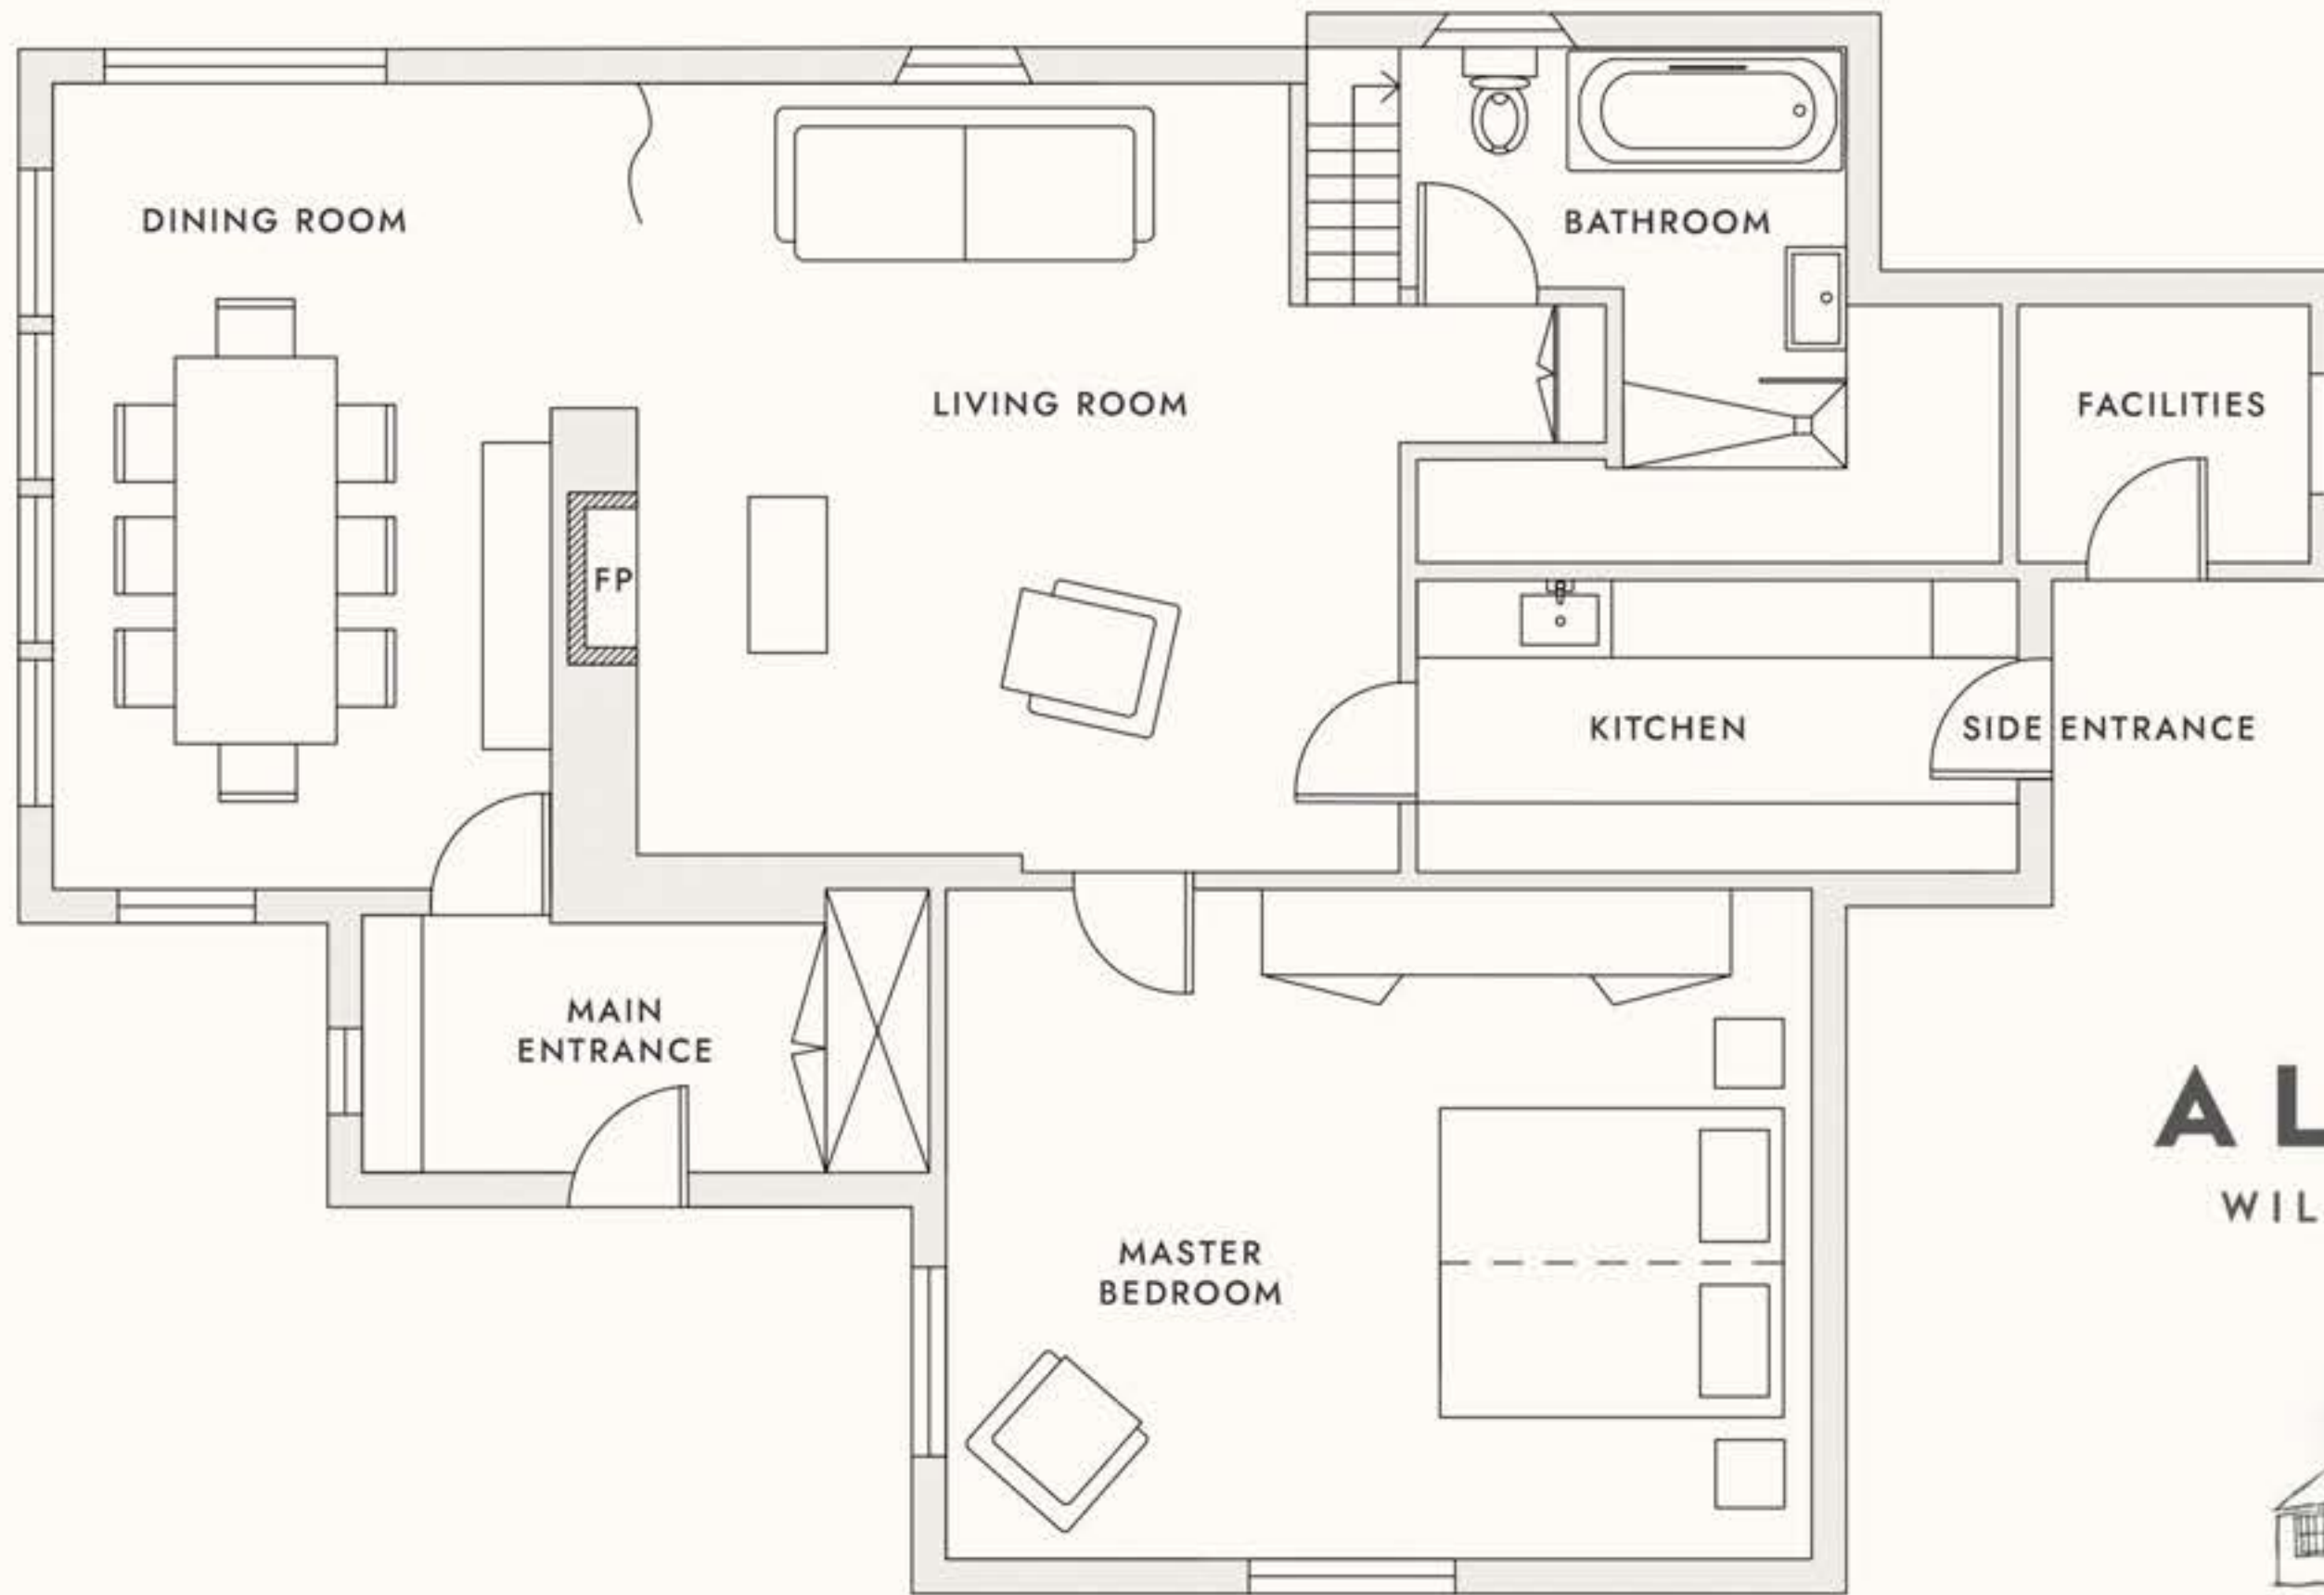 DINING ROOM
BATHROOM
LIVING ROOM
FACILITIES
FP
KITCHEN
SIDE ENTRANCE
MAIN
ENTRANCE
MASTER
BEDROOM